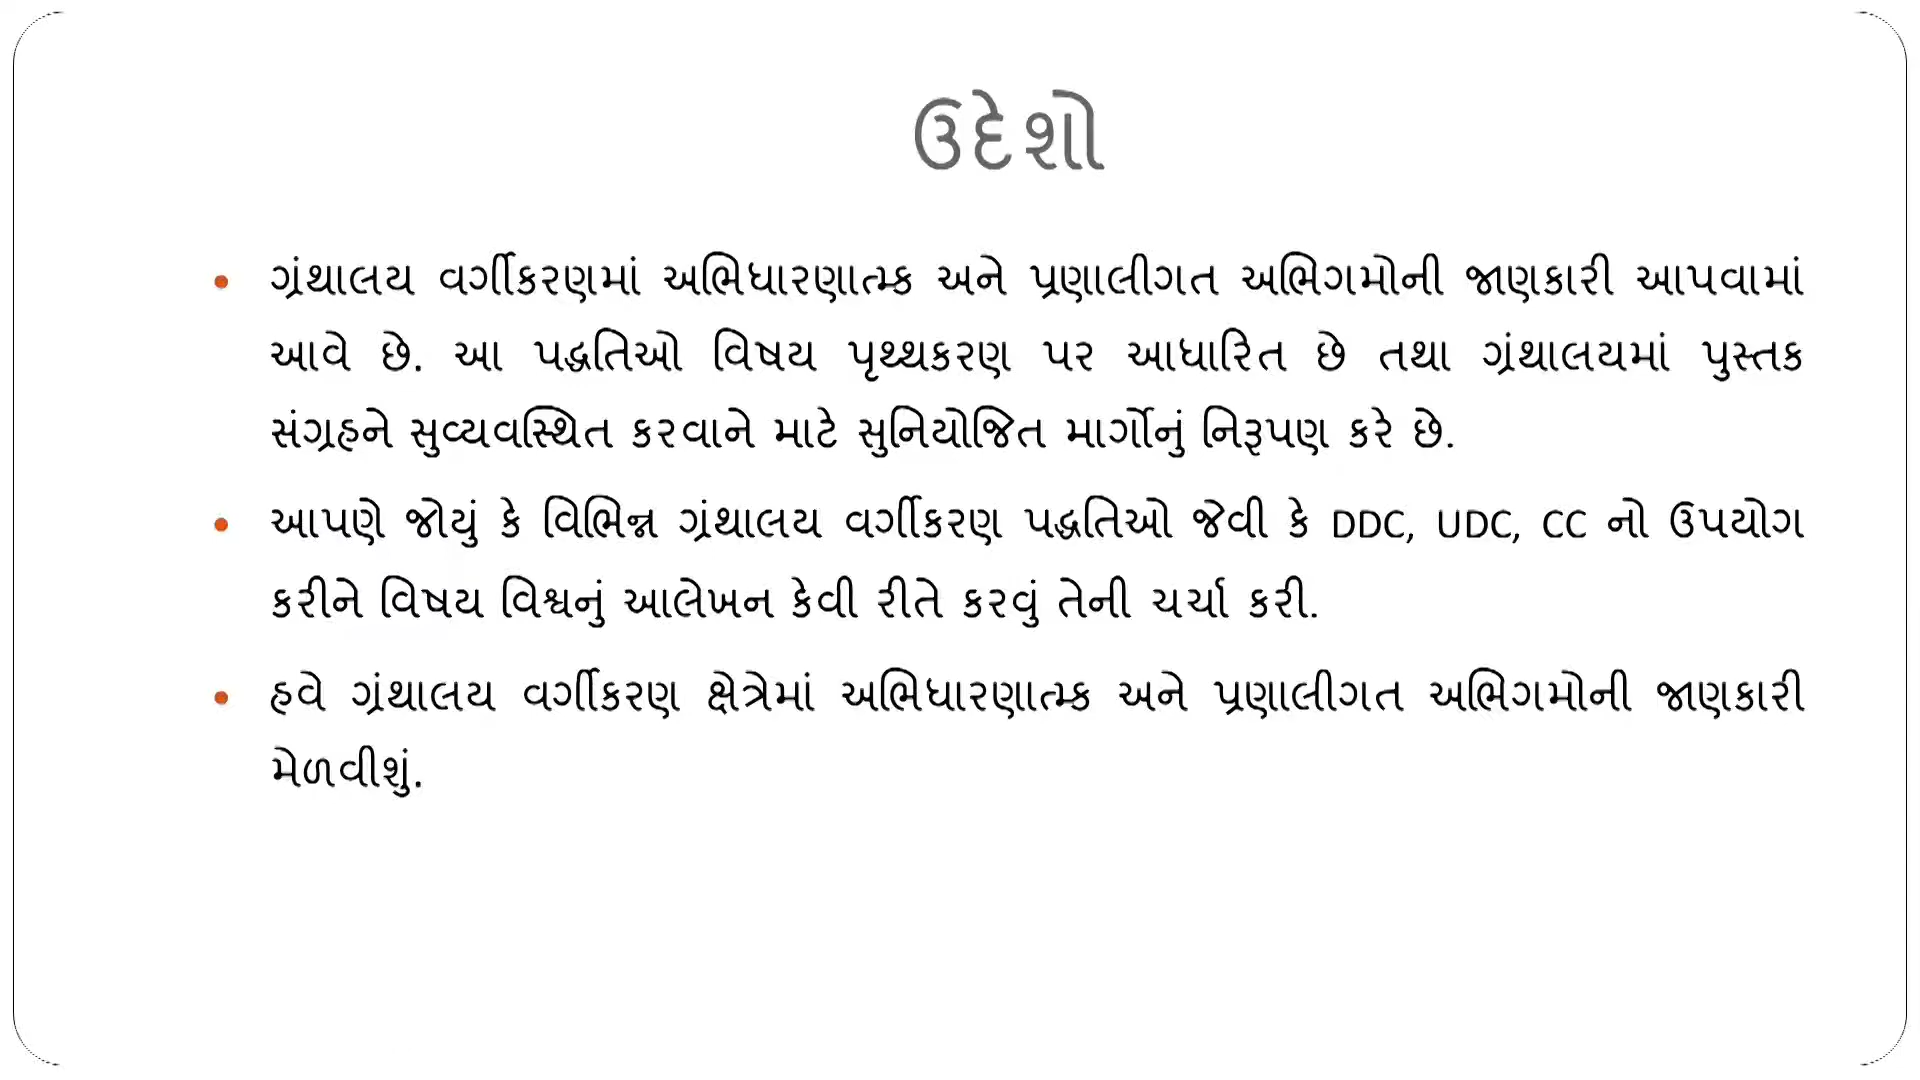 ઉદેશો
• ગ્રંથાલય વર્ગીકરણમાં અભિધારણાત્મ્ક અને પ્રણાલીગત અભિગમોની જાણકારી આપવામાં
આવે છે. આ પદ્ધતિઓ વિષય પૃથ્થકરણ પર આધારિત છે તથા ગ્રંથાલયમાં પુસ્તક
સંગ્રહને સુવ્યવસ્થિત કરવાને માટે સુનિયોજિત માર્ગોનું નિરૂપણ કરે છે.
• આપણે જોયું કે વિભિન્ન ગ્રંથાલય વર્ગીકરણ પદ્ધતિઓ જેવી કે DDC, UDC, CC નો ઉપયોગ
કરીને વિષય વિશ્વનું આલેખન કેવી રીતે કરવું તેની ચર્ચા કરી.
• હવે ગ્રંથાલય વર્ગીકરણ ક્ષેત્રેમાં અભિધારણાત્મ્ક અને પ્રણાલીગત અભિગમોની જાણકારી
મેળવીશું.